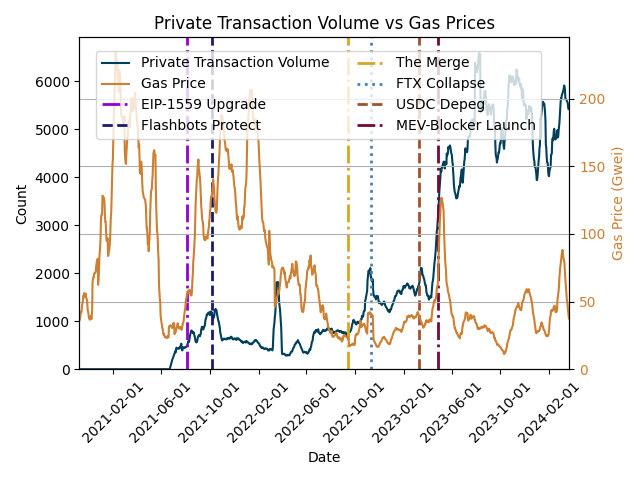 Private Transaction Volume vs Gas Prices
Private Transaction Volume
Gas Price
EIP-1559 Upgrade
Flashbots Protect
The Merge
FTX Collapse
USDC Depeg
MEV-Blocker Launch
Count
0
1000
2000
3000
4000
5000
6000
Gas Price (Gwei)
0
50
100
150
200
2021-02-01
2021-06-01
2021-10-01
2022-02-01
2022-06-01
2022-10-01
2023-02-01
2023-06-01
2023-10-01
2024-02-01
Date